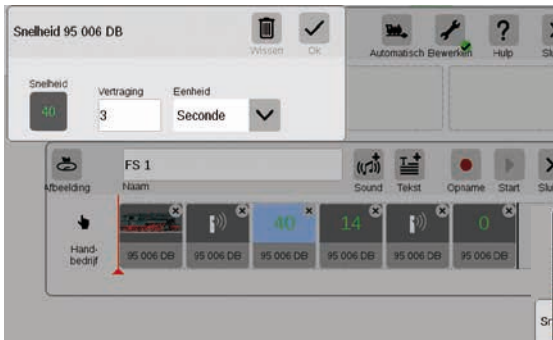 Snelheid 95 006 DB
Wissen
Ok
Automatisch
Bewerken
Hulp
Snelheid
Vertraging
Eenheid
40
3
Seconde
FS 1
Afbeelding
Naam
Sound
Tekst
Opname
Start
Hand-
bedrijf
40
14
0
95 006 DB
95 006 DB
95 006 DB
95 006 DB
95 006 DB
95 006 DB